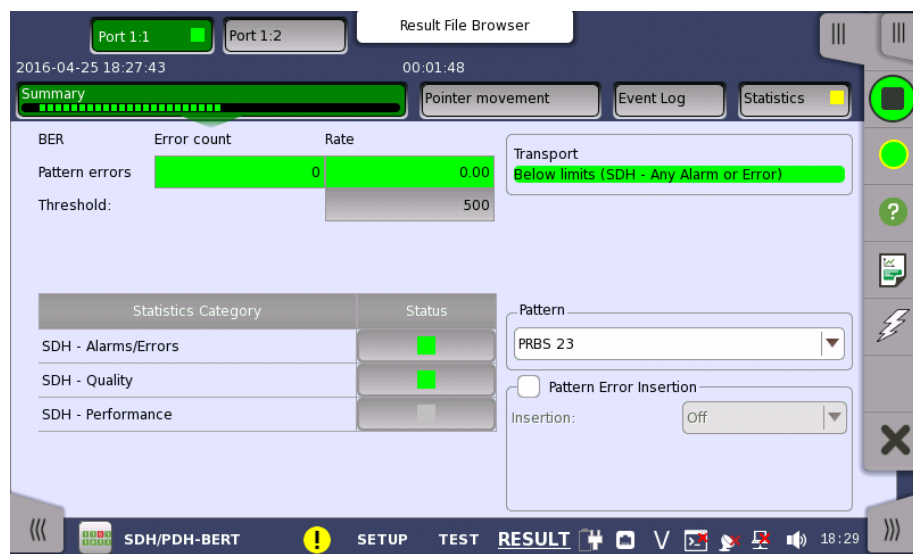 Port 1:1 Port 1:2 Result File Browser
2016-04-25 18:27:43 00:01:48
Summary Pointer movement Event Log Statistics
BER Error count Rate
Pattern errors 0 0.00
Threshold: 500
Transport
Below limits (SDH - Any Alarm or Error)
Statistics Category Status
SDH - Alarms/Errors
SDH - Quality
SDH - Performance
Pattern
PRBS 23
Pattern Error Insertion
Insertion: Off
SDH/PDH-BERT ! SETUP TEST RESULT V 18:29